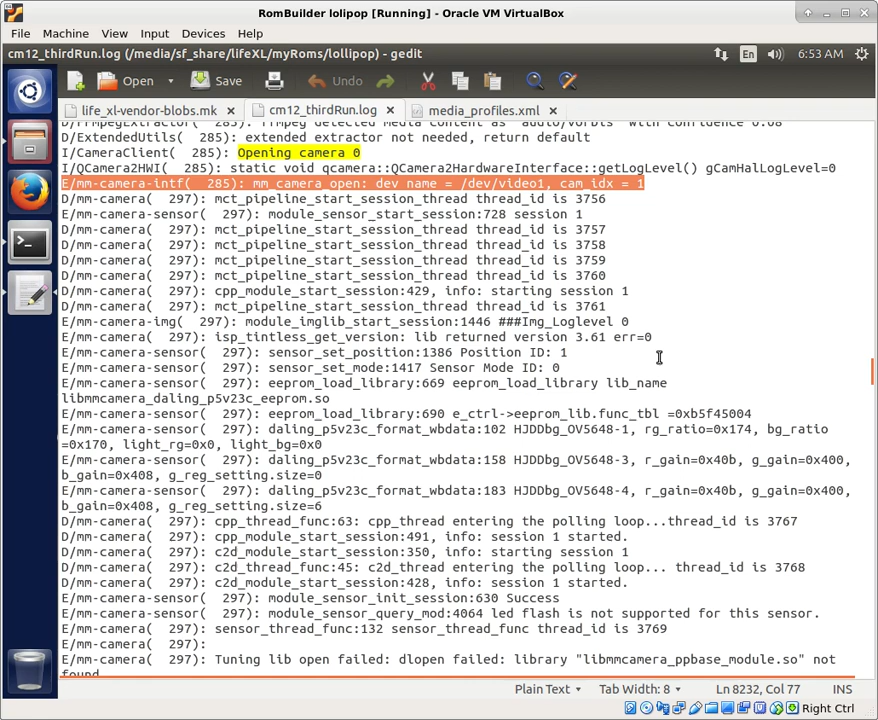 RomBuilder lolipop [Running] - Oracle VM VirtualBox
File Machine View Input Devices Help
cm12_thirdRun.log (/media/sf_share/lifeXL/myRoms/lollipop) - gedit
En 6:53 AM
Open Save Undo
life_xl-vendor-blobs.mk × cm12_thirdRun.log × media_profiles.xml ×
D/FFmpegExtractor( 285): ffmpeg detected media content as 'audio/vorbis' with confidence 0.08
D/ExtendedUtils( 285): extended extractor not needed, return default
I/CameraClient( 285): Opening camera 0
I/QCamera2HWI( 285): static void qcamera::QCamera2HardwareInterface::getLogLevel() gCamHalLogLevel=0
E/mm-camera-intf( 285): mm_camera_open: dev name = /dev/video1, cam_idx = 1
D/mm-camera( 297): mct_pipeline_start_session_thread thread_id is 3756
E/mm-camera-sensor( 297): module_sensor_start_session:728 session 1
D/mm-camera( 297): mct_pipeline_start_session_thread thread_id is 3757
D/mm-camera( 297): mct_pipeline_start_session_thread thread_id is 3758
D/mm-camera( 297): mct_pipeline_start_session_thread thread_id is 3759
D/mm-camera( 297): mct_pipeline_start_session_thread thread_id is 3760
D/mm-camera( 297): cpp_module_start_session:429, info: starting session 1
D/mm-camera( 297): mct_pipeline_start_session_thread thread_id is 3761
E/mm-camera-img( 297): module_imglib_start_session:1446 ###Img_Loglevel 0
E/mm-camera( 297): isp_tintless_get_version: lib returned version 3.61 err=0
E/mm-camera-sensor( 297): sensor_set_position:1386 Position ID: 1
E/mm-camera-sensor( 297): sensor_set_mode:1417 Sensor Mode ID: 0
E/mm-camera-sensor( 297): eeprom_load_library:669 eeprom_load_library lib_name
libmmcamera_daling_p5v23c_eeprom.so
E/mm-camera-sensor( 297): eeprom_load_library:690 e_ctrl->eeprom_lib.func_tbl =0xb5f45004
E/mm-camera-sensor( 297): daling_p5v23c_format_wbdata:102 HJDDbg_OV5648-1, rg_ratio=0x174, bg_ratio
=0x170, light_rg=0x0, light_bg=0x0
E/mm-camera-sensor( 297): daling_p5v23c_format_wbdata:158 HJDDbg_OV5648-3, r_gain=0x40b, g_gain=0x400,
b_gain=0x408, g_reg_setting.size=0
E/mm-camera-sensor( 297): daling_p5v23c_format_wbdata:183 HJDDbg_OV5648-4, r_gain=0x40b, g_gain=0x400,
b_gain=0x408, g_reg_setting.size=6
D/mm-camera( 297): cpp_thread_func:63: cpp_thread entering the polling loop...thread_id is 3767
D/mm-camera( 297): cpp_module_start_session:491, info: session 1 started.
D/mm-camera( 297): c2d_module_start_session:350, info: starting session 1
D/mm-camera( 297): c2d_thread_func:45: c2d_thread entering the polling loop... thread_id is 3768
D/mm-camera( 297): c2d_module_start_session:428, info: session 1 started.
E/mm-camera-sensor( 297): module_sensor_init_session:630 Success
E/mm-camera-sensor( 297): module_sensor_query_mod:4064 led flash is not supported for this sensor.
E/mm-camera( 297): sensor_thread_func:132 sensor_thread_func thread_id is 3769
E/mm-camera( 297):
E/mm-camera( 297): Tuning lib open failed: dlopen failed: library "libmmcamera_ppbase_module.so" not
found
Plain Text Tab Width: 8 Ln 8232, Col 77 INS
Right Ctrl